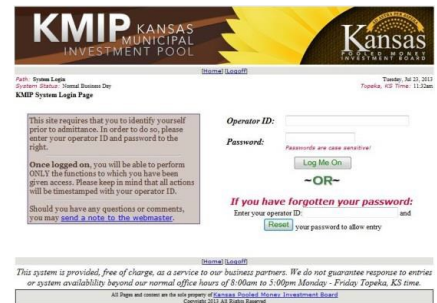 KMIP KANSAS
MUNICIPAL
INVESTMENT POOL
Kansas
POOLED MONEY
INVESTMENT BOARD
[Home] [Logoff]
Path: System Login
Tuesday, Jul 23, 2013
System Status: Normal Business Day
Topeka, KS Time: 11:52am
KMIP System Login Page
This site requires that you to identify yourself
prior to admittance. In order to do so, please
enter your operator ID and password to the
right.
Once logged on, you will be able to perform
ONLY the functions to which you have been
given access. Please keep in mind that all actions
will be timestamped with your operator ID.
Should you have any questions or comments,
you may send a note to the webmaster.
Operator ID:
Password:
Passwords are case sensitive!
Log Me On
~OR~
If you have forgotten your password:
Enter your operator ID: and
Reset your password to allow entry
[Home] [Logoff]
This system is provided, free of charge, as a service to our business partners. We do not guarantee response to entries
or system availablility beyond our normal office hours of 8:00am to 5:00pm Monday - Friday Topeka, KS time.
All Pages and content are the sole property of Kansas Pooled Money Investment Board
Copyright 2013 All Rights Reserved